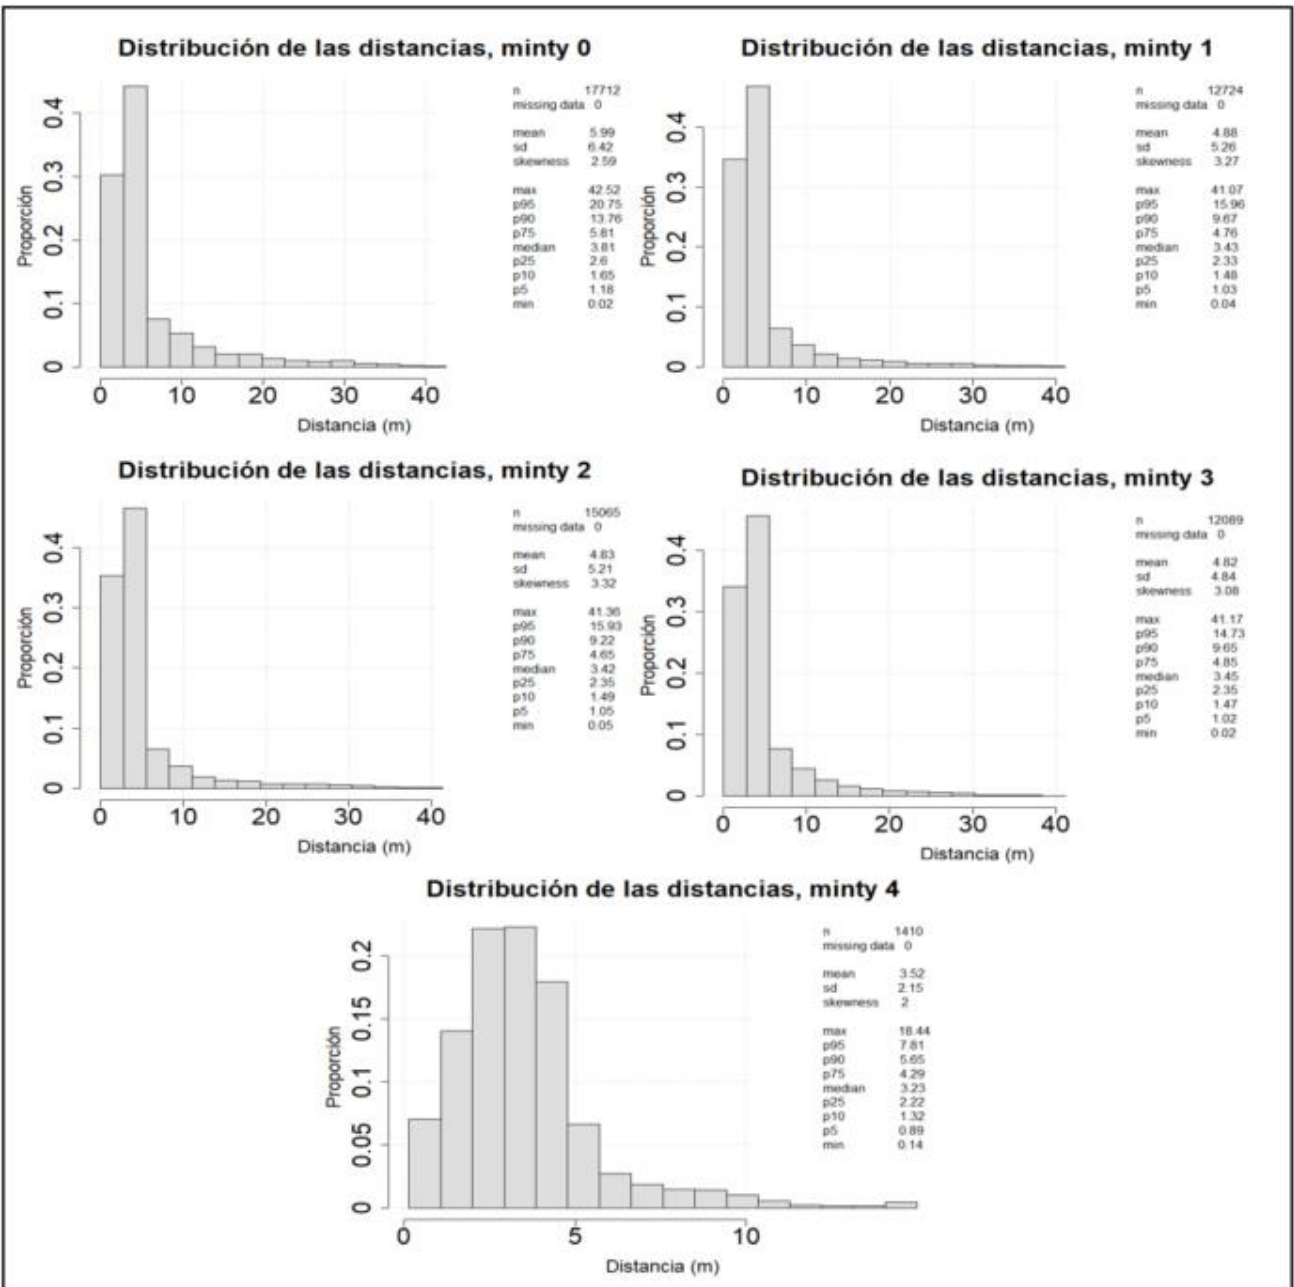 Distribución de las distancias, minty 0
n 17712
missing data 0
mean 5.99
sd 6.42
skewness 2.59
max 42.52
p95 20.75
p90 13.76
p75 5.81
median 3.81
p25 2.6
p10 1.65
p5 1.18
min 0.02
Proporción
0.4
0.3
0.2
0.1
0
0 10 20 30 40
Distancia (m)
Distribución de las distancias, minty 1
n 12724
missing data 0
mean 4.88
sd 5.26
skewness 3.27
max 41.07
p95 15.96
p90 9.67
p75 4.76
median 3.43
p25 2.33
p10 1.48
p5 1.03
min 0.04
Proporción
0.4
0.3
0.2
0.1
0
0 10 20 30 40
Distancia (m)
Distribución de las distancias, minty 2
n 15065
missing data 0
mean 4.83
sd 5.21
skewness 3.32
max 41.36
p95 15.93
p90 9.22
p75 4.65
median 3.42
p25 2.35
p10 1.49
p5 1.05
min 0.05
Proporción
0.4
0.3
0.2
0.1
0
0 10 20 30 40
Distancia (m)
Distribución de las distancias, minty 3
n 12089
missing data 0
mean 4.82
sd 4.84
skewness 3.08
max 41.17
p95 14.73
p90 9.65
p75 4.85
median 3.45
p25 2.35
p10 1.47
p5 1.02
min 0.02
Proporción
0.4
0.3
0.2
0.1
0
0 10 20 30 40
Distancia (m)
Distribución de las distancias, minty 4
n 1410
missing data 0
mean 3.52
sd 2.15
skewness 2
max 18.44
p95 7.81
p90 5.65
p75 4.29
median 3.23
p25 2.22
p10 1.32
p5 0.89
min 0.14
Proporción
0.2
0.15
0.1
0.05
0
0 5 10
Distancia (m)